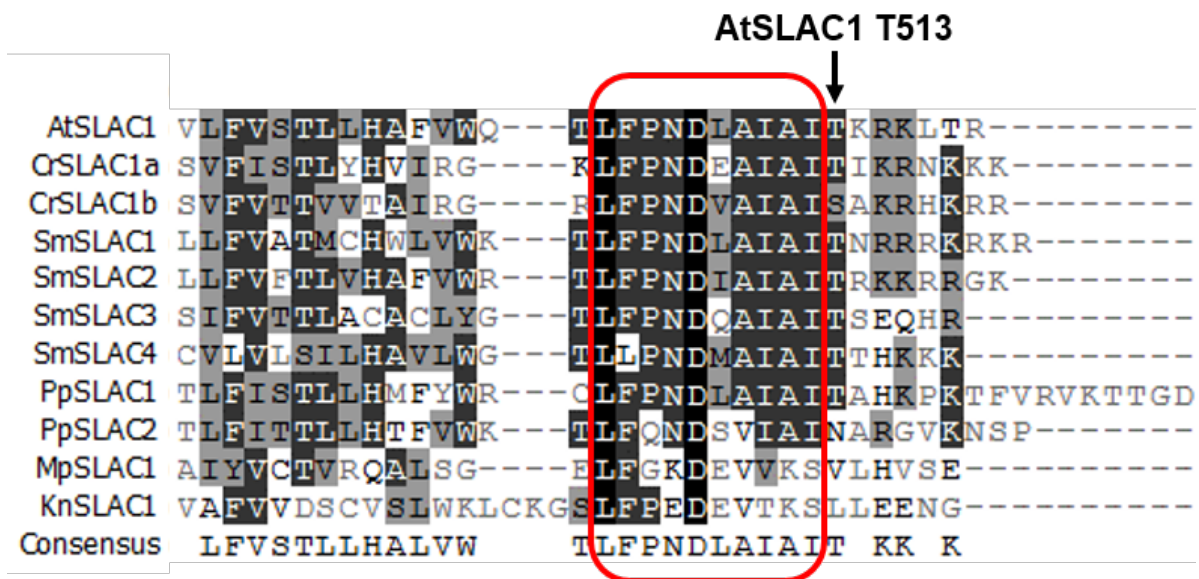 AtSLAC1 T513
AtSLAC1 VLFVSTLLHAFVWQ---TLFPNDLAIAITKRKLTR---------
CrSLAC1a SVFISTLYHVIRG----KLFPNDEAIAITIKRNKKK--------
CrSLAC1b SVFVTTVVTAIRG----RLFPNDVAIAISAKRHKRR--------
SmSLAC1 LLFVATMCHWLVWK---TLFPNDLAIAITNRRRKRKR-------
SmSLAC2 LLFVFTLVHAFVWR---TLFPNDIAIAITRKKRRGK--------
SmSLAC3 SIFVTTLACACLYG---TLFPNDQAIAITSEQHR----------
SmSLAC4 CVLVLSILHAVLWG---TLLPNDMAIAITTHKKK----------
PpSLAC1 TLFISTLLHMFYWR---CLFPNDLAIAITAHKPKTFVRVKTTGD
PpSLAC2 TLFITTLLHTFVWK---TLFQNDSVIAINARGVKNSP-------
MpSLAC1 AIYVCTVRQALSG----ELFGKDEVVKSVLHVSE----------
KnSLAC1 VAFVVDSCVSLWKLCKGSLFPEDEVTKSLLEENG----------
Consensus LFVSTLLHALVW TLFPNDLAIAIT KK K